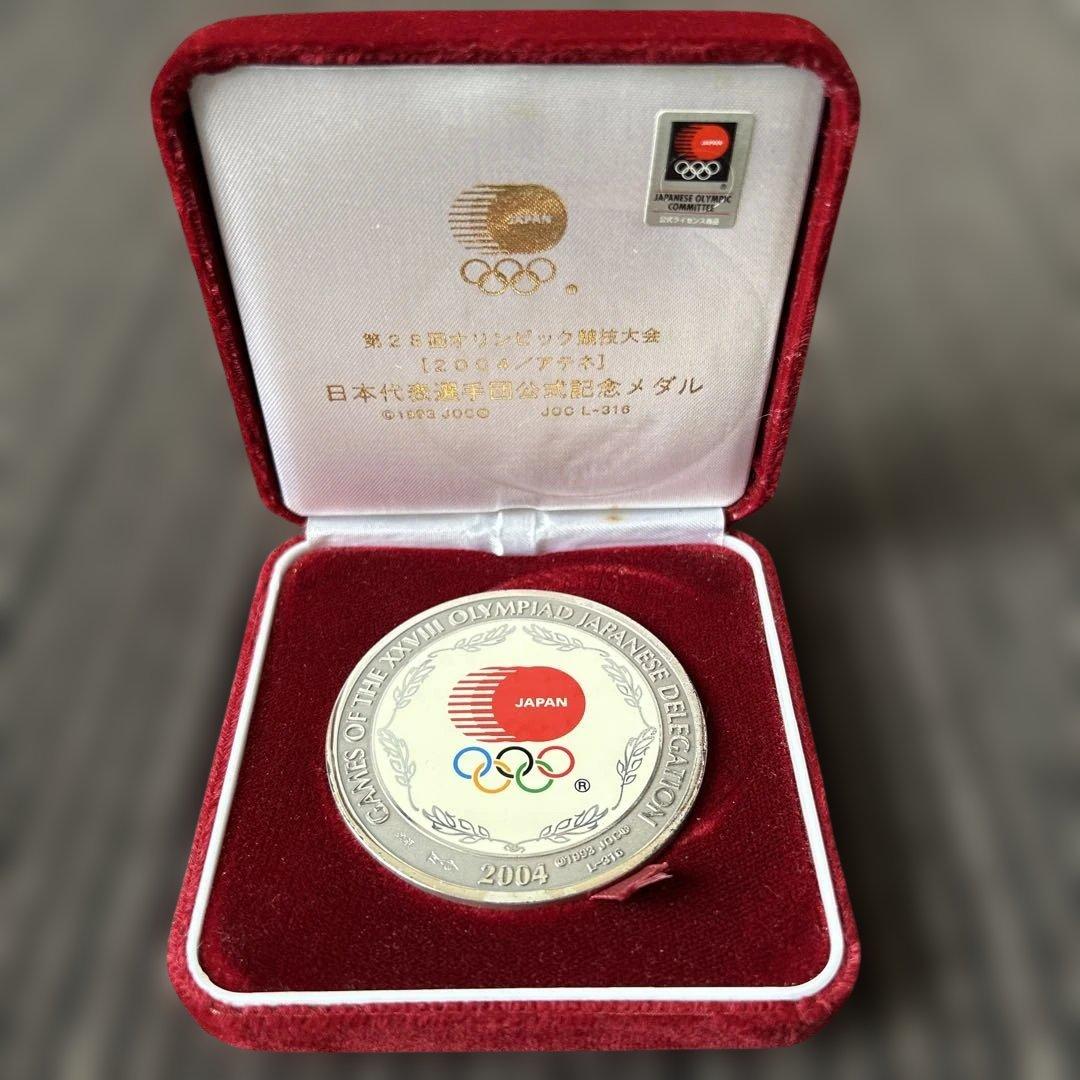 JAPAN
JAPANESE OLYMPIC
COMMITTEE
公式ライセンス商品
JAPAN
®
第28回オリンピック競技大会
[2004/アテネ]
日本代表選手団公式記念メダル
©1993 JOC® JOC L-316
GAMES OF THE XXVIII OLYMPIAD JAPANESE DELEGATION
JAPAN
®
2004
©1993 JOC®
L-316